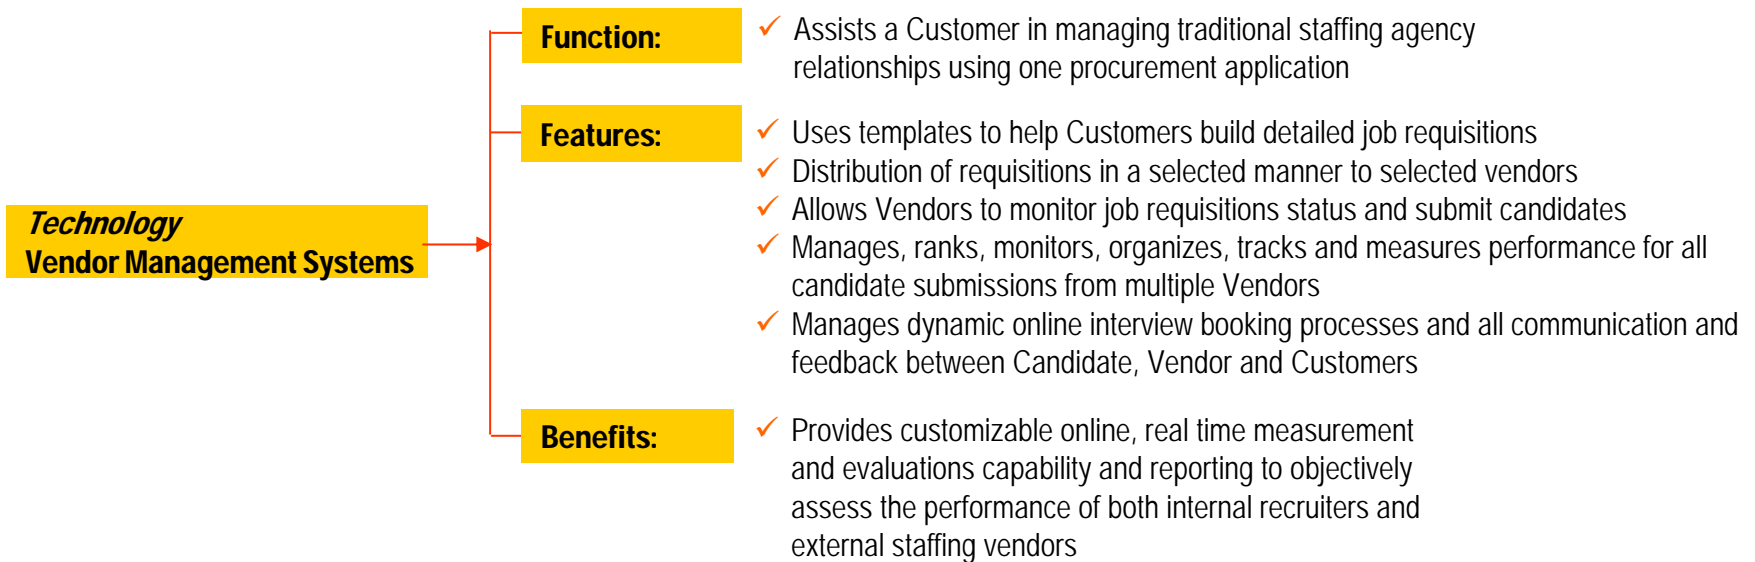 Function:
✓ Assists a Customer in managing traditional staffing agency
relationships using one procurement application
Features:
✓ Uses templates to help Customers build detailed job requisitions
✓ Distribution of requisitions in a selected manner to selected vendors
Technology
Vendor Management Systems
✓ Allows Vendors to monitor job requisitions status and submit candidates
✓ Manages, ranks, monitors, organizes, tracks and measures performance for all
candidate submissions from multiple Vendors
✓ Manages dynamic online interview booking processes and all communication and
feedback between Candidate, Vendor and Customers
Benefits:
✓ Provides customizable online, real time measurement
and evaluations capability and reporting to objectively
assess the performance of both internal recruiters and
external staffing vendors